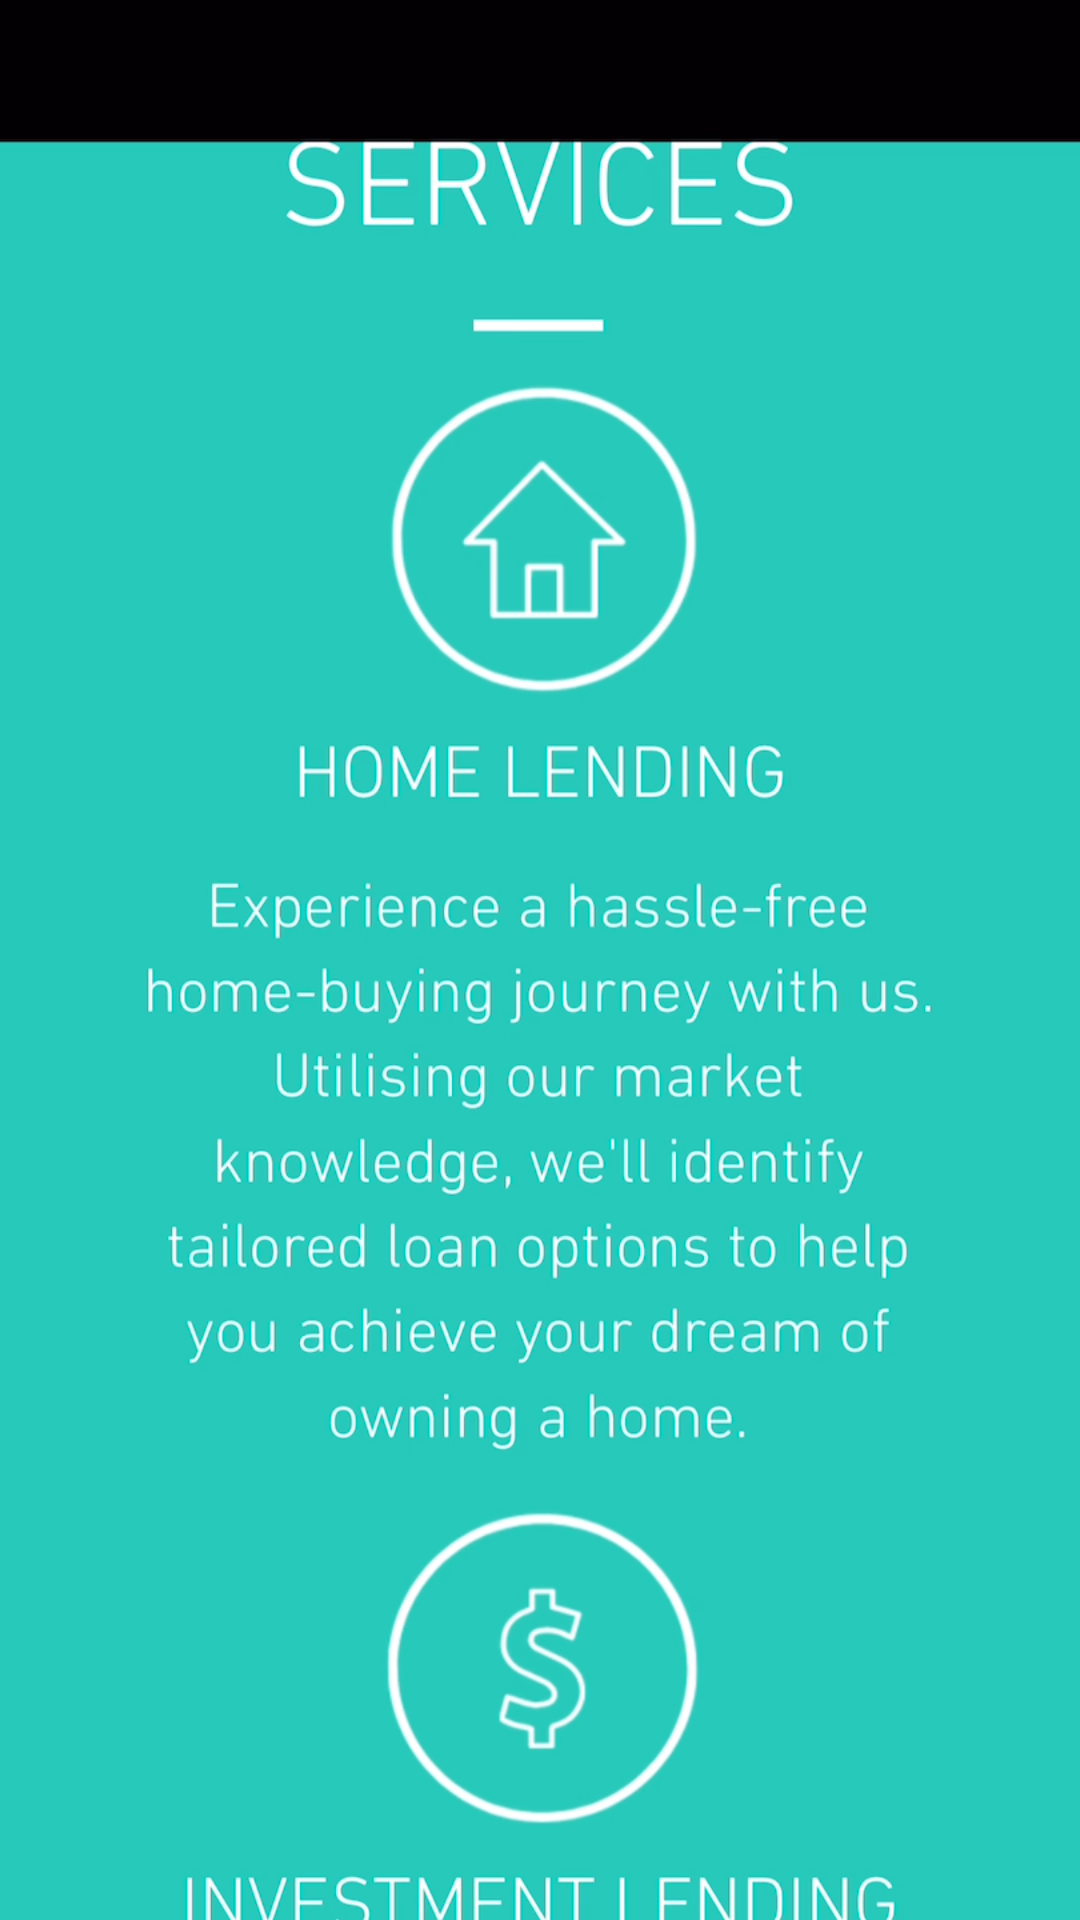 SERVICES
HOME LENDING
Experience a hassle-free
home-buying journey with us.
Utilising our market
knowledge, we'll identify
tailored loan options to help
you achieve your dream of
owning a home.
$
INVESTMENT LENDING